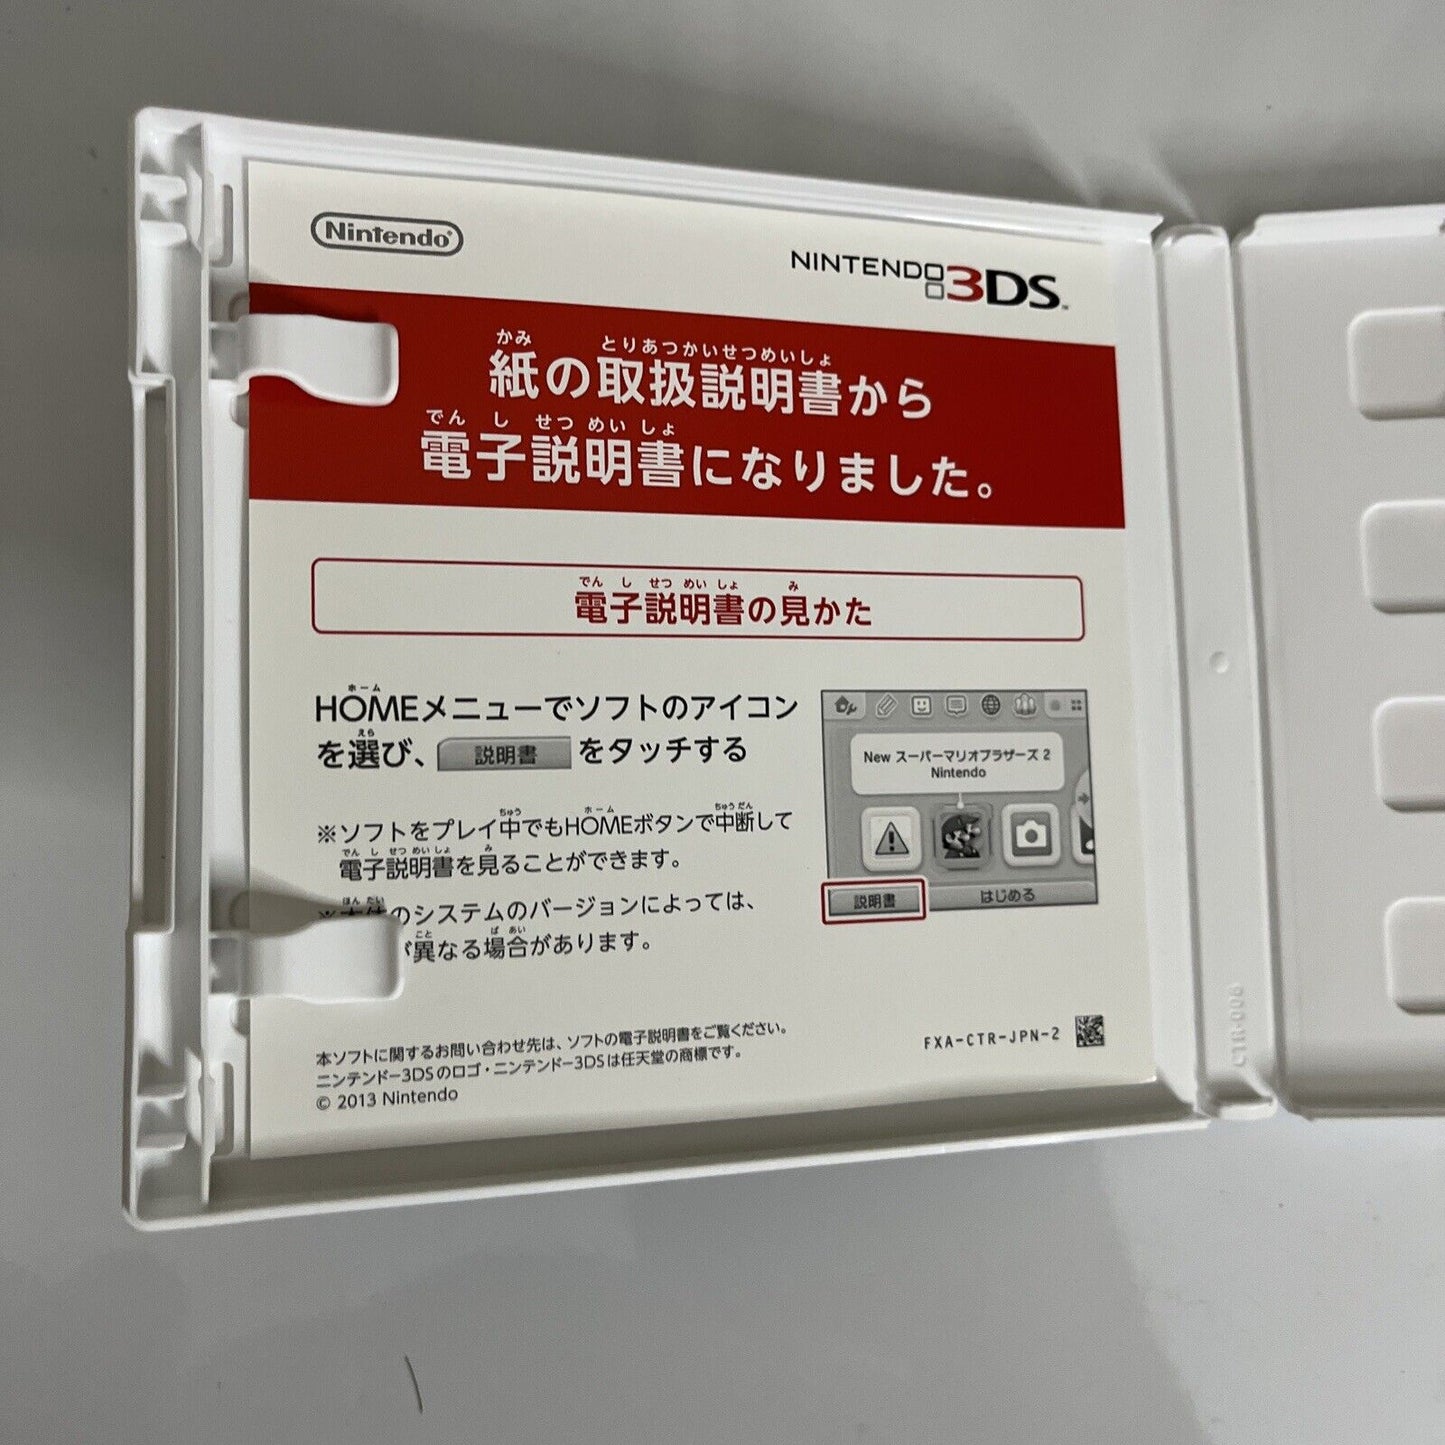 Nintendo
NINTENDO 3DS
かみ とりあつかいせつめいしょ
紙の取扱説明書から
でん し せつ めい しょ
電子説明書になりました。
でん し せつ めい しょ み
電子説明書の見かた
ホーム
HOMEメニューでソフトのアイコン
えら
を選び、 説明書 をタッチする
ちゅう ホーム ちゅうだん
※ソフトをプレイ中でもHOMEボタンで中断して
でん し せつ めい しょ み
電子説明書を見ることができます。
ほん たい
※本体のシステムのバージョンによっては、
こと ば あい
が異なる場合があります。
New スーパーマリオブラザーズ 2
Nintendo
説明書 はじめる
本ソフトに関するお問い合わせ先は、ソフトの電子説明書をご覧ください。
ニンテンドー3DSのロゴ・ニンテンドー3DSは任天堂の商標です。
© 2013 Nintendo
FXA-CTR-JPN-2
CTR-006